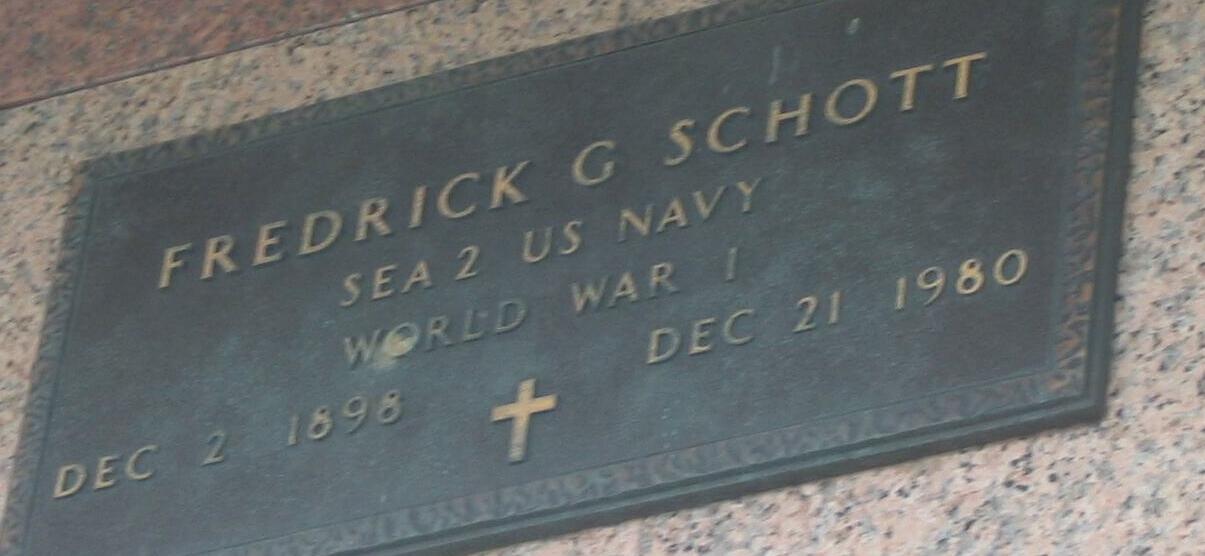 FREDRICK G SCHOTT
SEA 2 US NAVY
WORLD WAR I
DEC 2 1898 DEC 21 1980